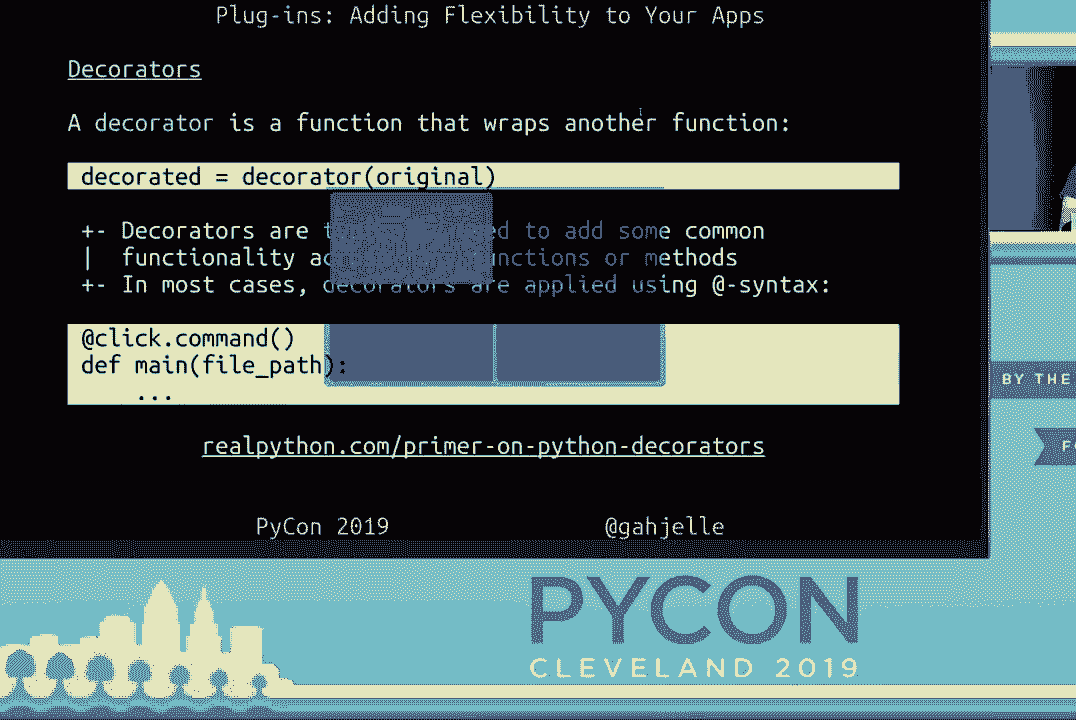 Plug-ins: Adding Flexibility to Your Apps
Decorators
A decorator is a function that wraps another function:
decorated = decorator(original)
+- Decorators are to add some common
| functionality functions or methods
+- In most cases, decorators are applied using @-syntax:
@click.command()
def main(file_path):
...
realpython.com/primer-on-python-decorators
PyCon 2019 @gahjelle
BY THE
PYCON
CLEVELAND 2019